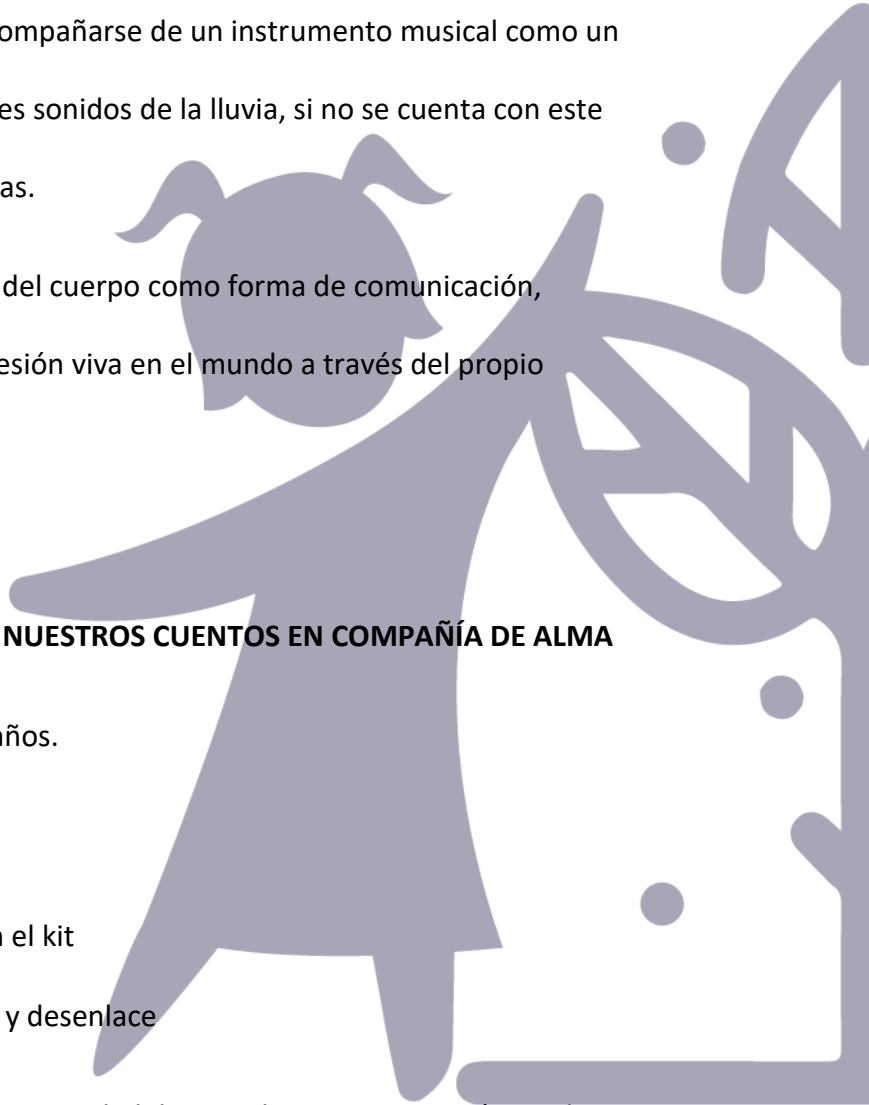 ompañarse de un instrumento musical como un
es sonidos de la lluvia, si no se cuenta con este
as.
del cuerpo como forma de comunicación,
esión viva en el mundo a través del propio
NUESTROS CUENTOS EN COMPAÑÍA DE ALMA
años.
el kit
y desenlace